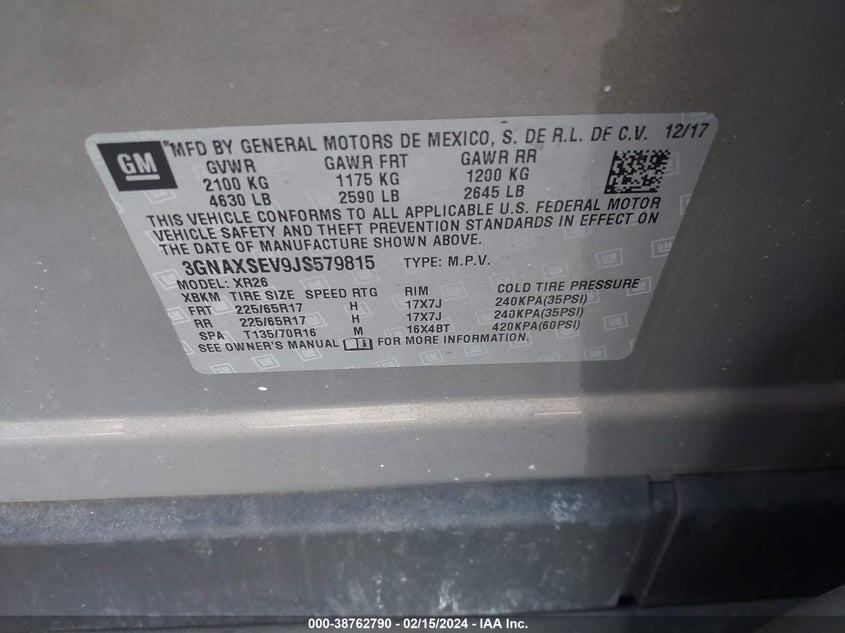 GM
*MFD BY GENERAL MOTORS DE MEXICO, S. DE R.L. DE C.V. 12/17
GVWR GAWR FRT GAWR RR
2100 KG 1175 KG 1200 KG
4630 LB 2590 LB 2645 LB
THIS VEHICLE CONFORMS TO ALL APPLICABLE U.S. FEDERAL MOTOR
VEHICLE SAFETY AND THEFT PREVENTION STANDARDS IN EFFECT ON
THE DATE OF MANUFACTURE SHOWN ABOVE.
3GNAXSEV9JS579815 TYPE: M.P.V.
MODEL: XR26
XBKM TIRE SIZE SPEED RTG RIM COLD TIRE PRESSURE
FRT 225/65R17 H 17X7J 240KPA(35PSI)
RR 225/65R17 H 17X7J 240KPA(35PSI)
SPA T135/70R16 M 16X4BT 420KPA(60PSI)
SEE OWNER'S MANUAL FOR MORE INFORMATION.
000-38762790 - 02/15/2024 - IAA Inc.